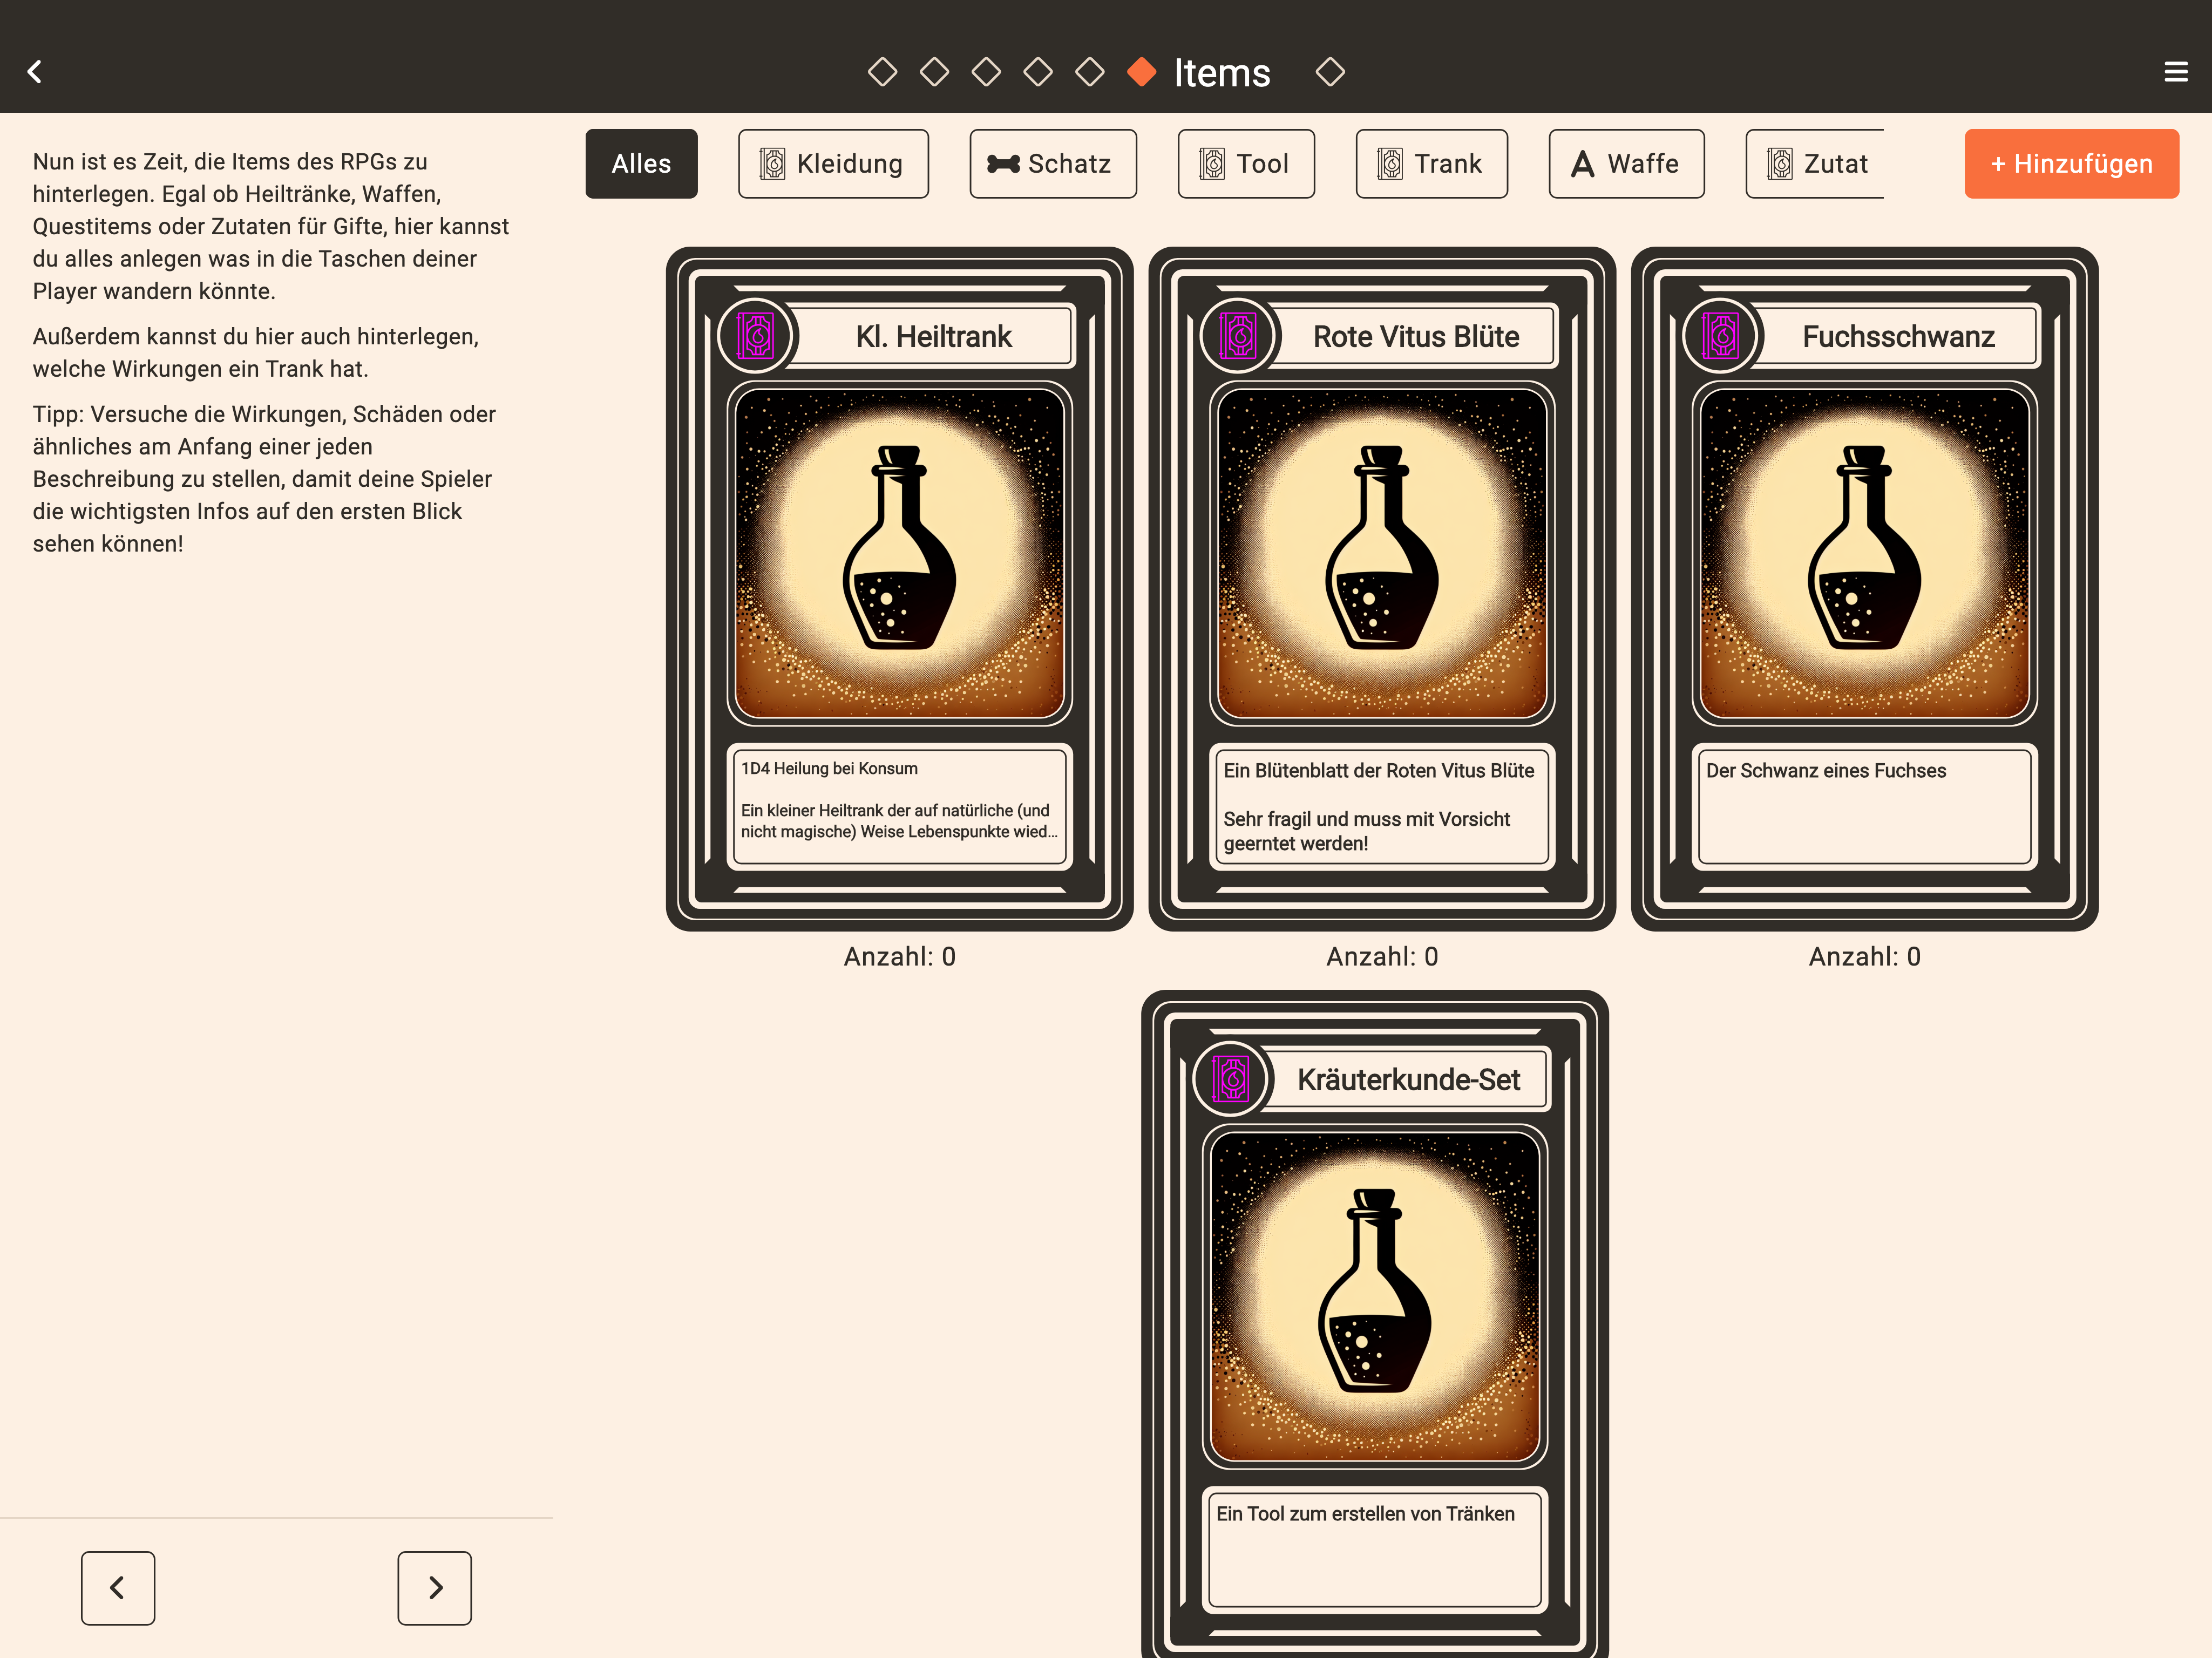 Items
Nun ist es Zeit, die Items des RPGs zu
hinterlegen. Egal ob Heiltränke, Waffen,
Questitems oder Zutaten für Gifte, hier kannst
du alles anlegen was in die Taschen deiner
Player wandern könnte.
Außerdem kannst du hier auch hinterlegen,
welche Wirkungen ein Trank hat.
Tipp: Versuche die Wirkungen, Schäden oder
ähnliches am Anfang einer jeden
Beschreibung zu stellen, damit deine Spieler
die wichtigsten Infos auf den ersten Blick
sehen können!
Alles
Kleidung
Schatz
Tool
Trank
Waffe
Zutat
+ Hinzufügen
Kl. Heiltrank
1D4 Heilung bei Konsum
Ein kleiner Heiltrank der auf natürliche (und
nicht magische) Weise Lebenspunkte wied...
Anzahl: 0
Rote Vitus Blüte
Ein Blütenblatt der Roten Vitus Blüte
Sehr fragil und muss mit Vorsicht
geerntet werden!
Anzahl: 0
Fuchsschwanz
Der Schwanz eines Fuchses
Anzahl: 0
Kräuterkunde-Set
Ein Tool zum erstellen von Tränken